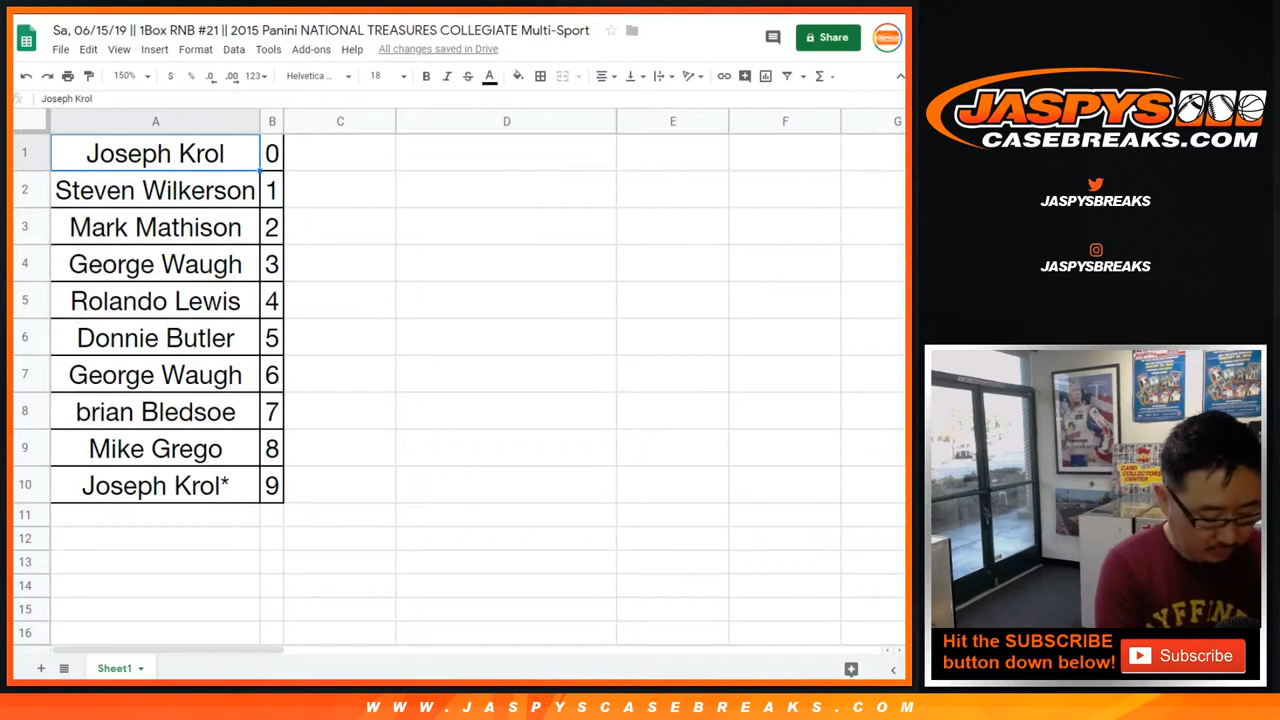 Sa, 06/15/19 || 1Box RNB #21 || 2015 Panini NATIONAL TREASURES COLLEGIATE Multi-Sport
File Edit View Insert Format Data Tools Add-ons Help All changes saved in Drive
Share
150% $ % .0 .00 123 Helvetica ... 18 B I S A
fx Joseph Krol
A B C D E F G
1 Joseph Krol 0
2 Steven Wilkerson 1
3 Mark Mathison 2
4 George Waugh 3
5 Rolando Lewis 4
6 Donnie Butler 5
7 George Waugh 6
8 brian Bledsoe 7
9 Mike Grego 8
10 Joseph Krol* 9
11
12
13
14
15
16
Sheet1
JASPYS
CASEBREAKS.COM
JASPYSBREAKS
JASPYSBREAKS
CARD
COLLECTORS
CENTER
Hit the SUBSCRIBE
button down below!
Subscribe
WWW.JASPYSCASEBREAKS.COM